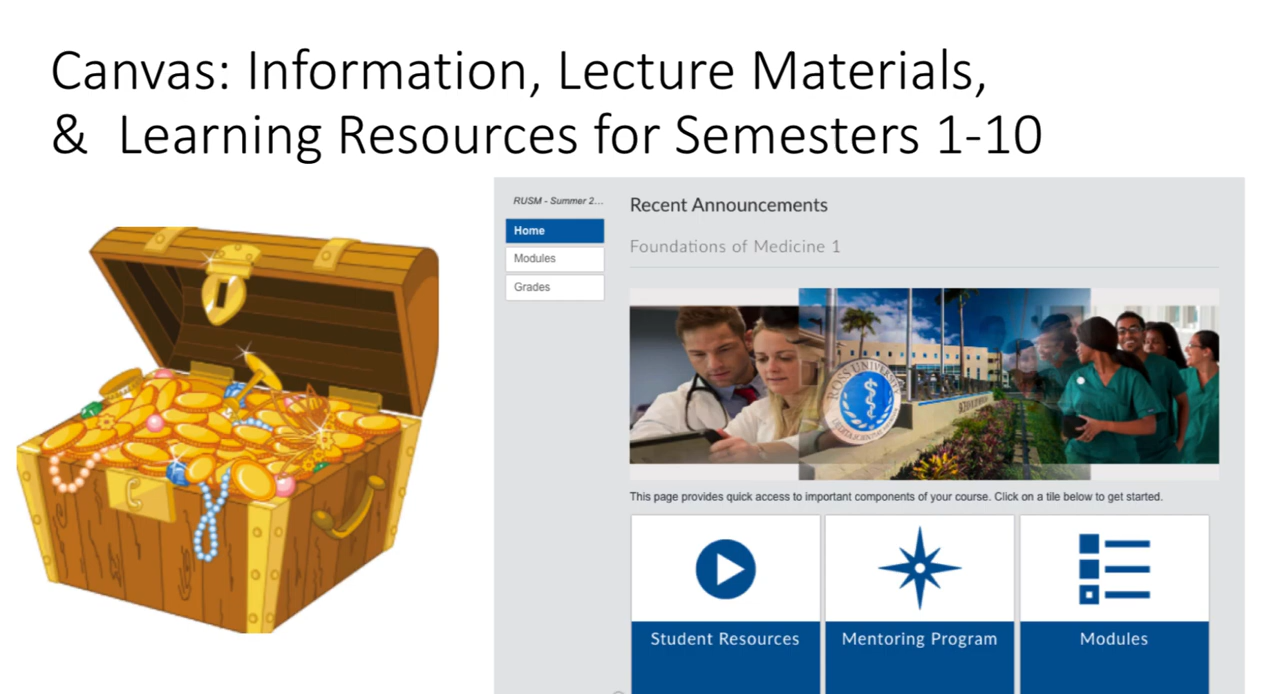 Canvas: Information, Lecture Materials,
& Learning Resources for Semesters 1-10
RUSM - Summer 2...
Home
Modules
Grades
Recent Announcements
Foundations of Medicine 1
ROSS UNIVERSITY
This page provides quick access to important components of your course. Click on a tile below to get started.
Student Resources
Mentoring Program
Modules